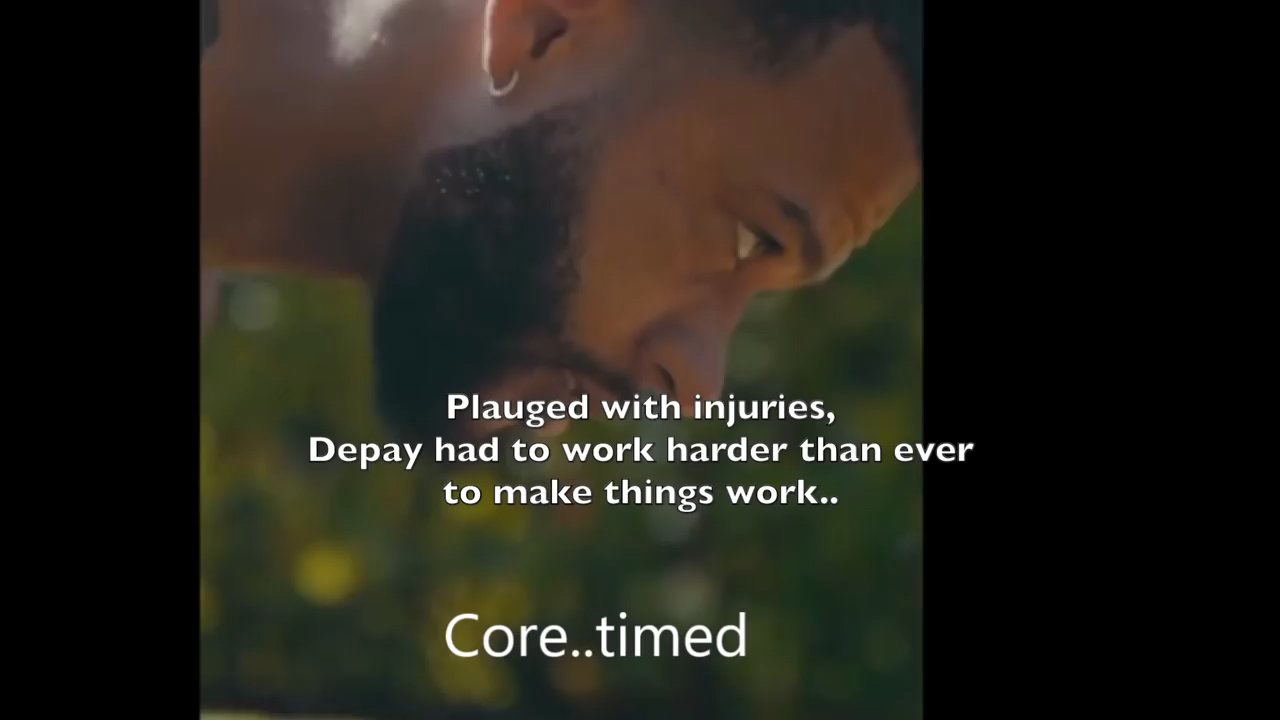 Plauged with injuries,
Depay had to work harder than ever
to make things work..
Core..timed